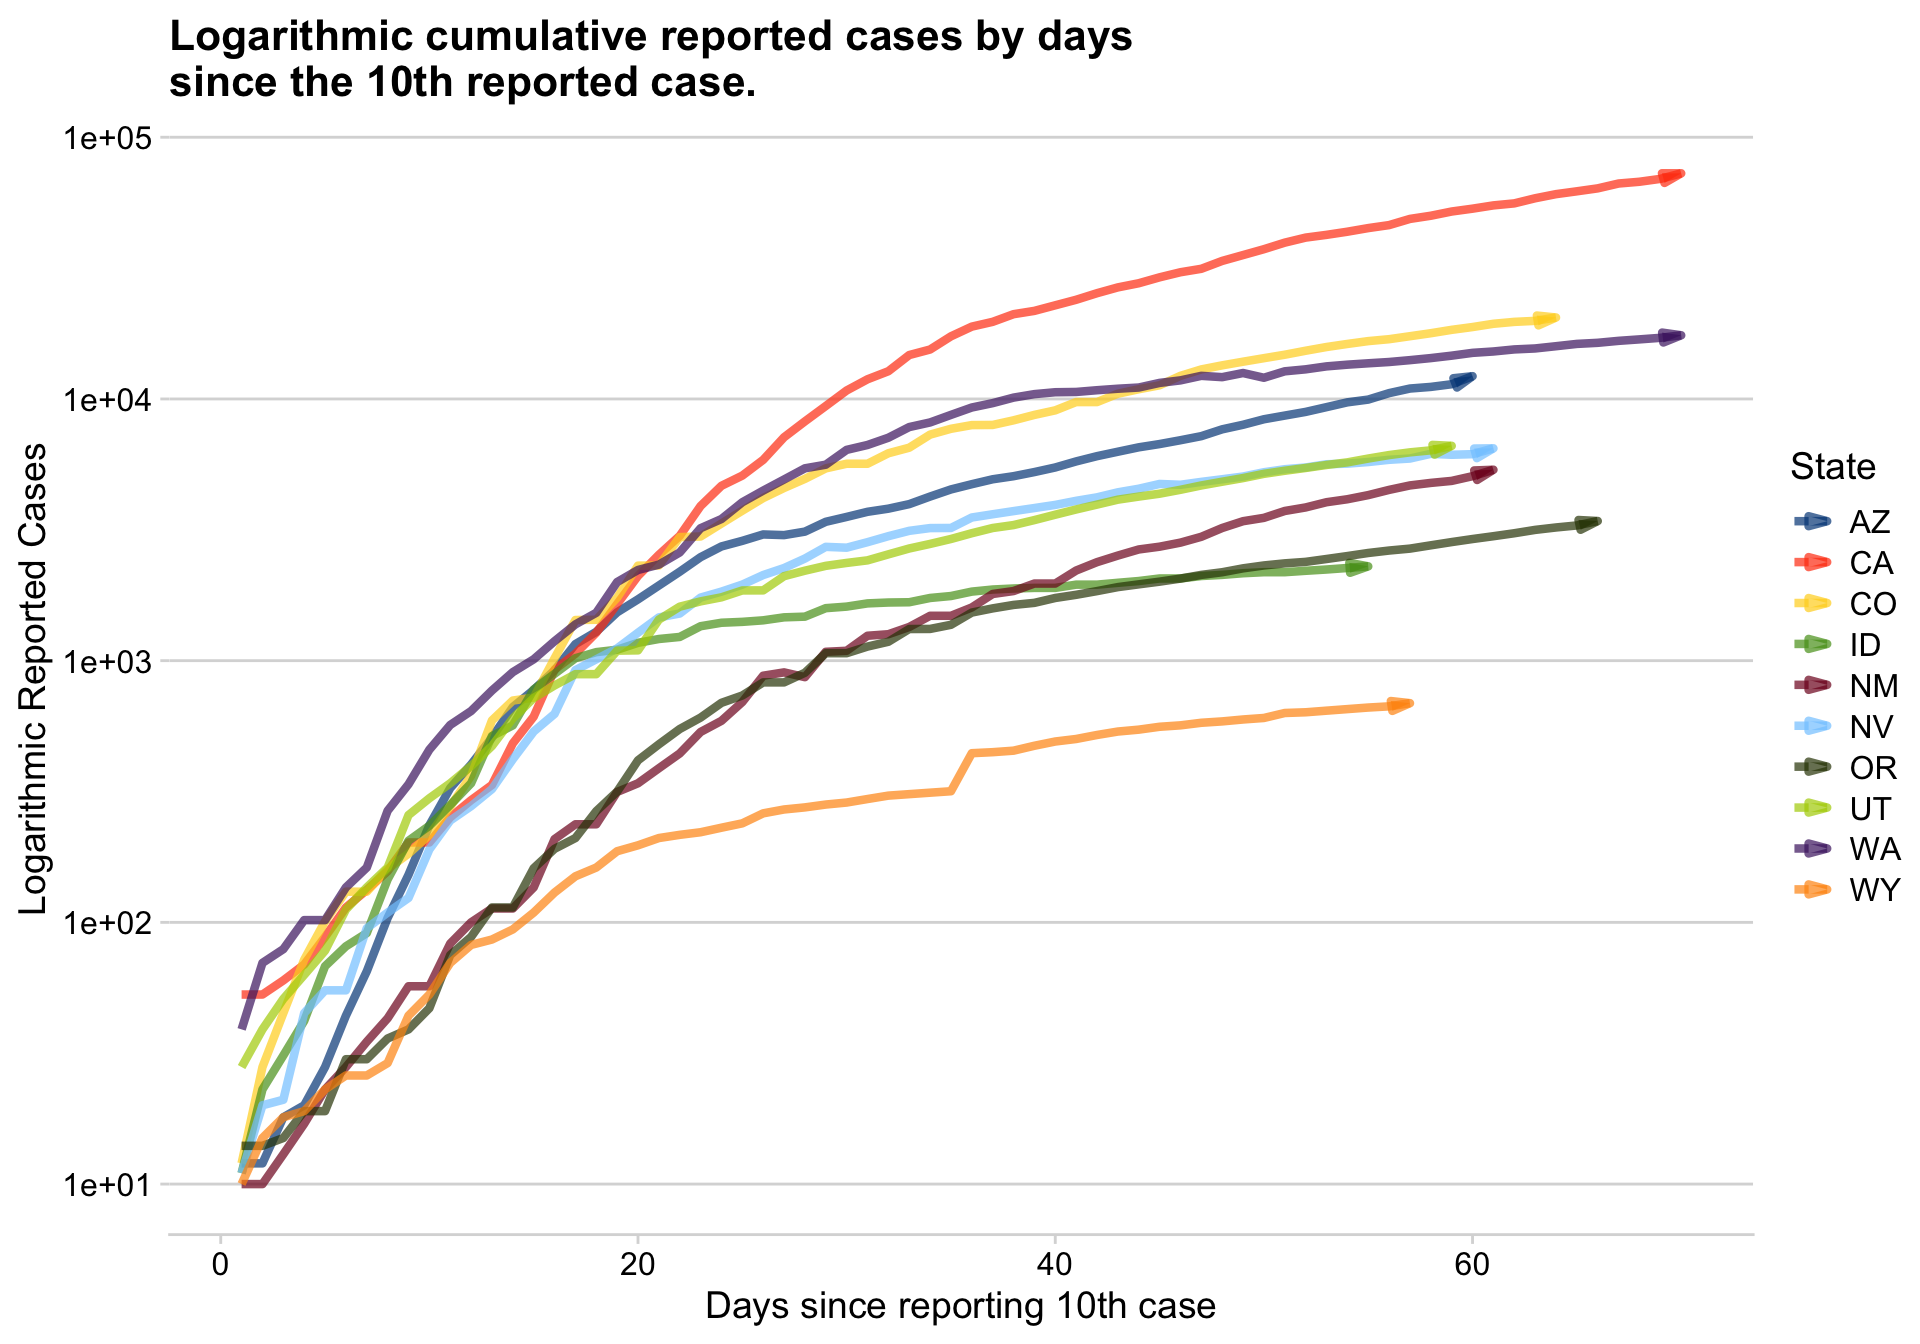 Logarithmic cumulative reported cases by days
since the 10th reported case.
1e+05
1e+04
1e+03
1e+02
1e+01
Logarithmic Reported Cases
0
20
40
60
Days since reporting 10th case
State
AZ
CA
CO
ID
NM
NV
OR
UT
WA
WY